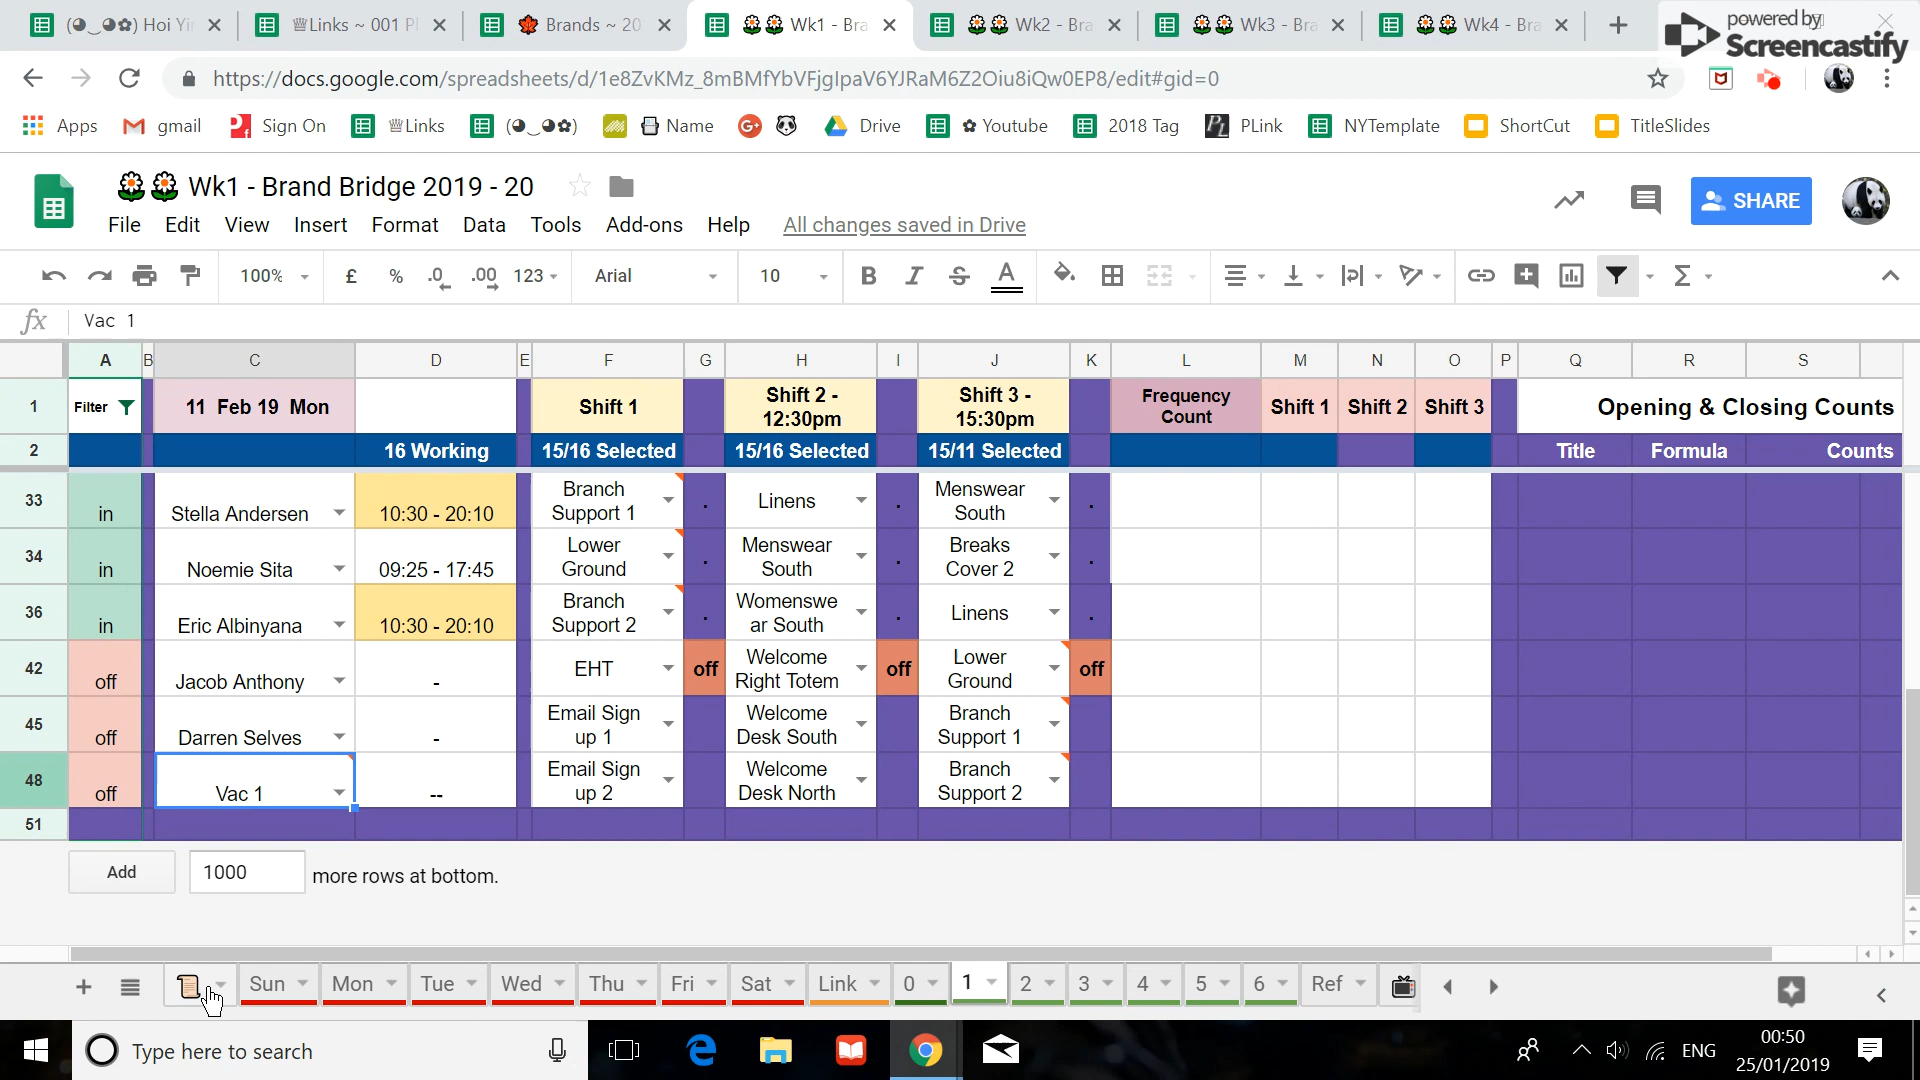 (◕‿◕✿) Hoi Yi
♕Links ~ 001 Pl
Brands ~ 20
Wk1 - Bra
Wk2 - Bra
Wk3 - Bra
Wk4 - Bra
powered by
Screencastify
https://docs.google.com/spreadsheets/d/1e8ZvKMz_8mBMfYbVFjgIpaV6YJRaM6Z2Oiu8iQw0EP8/edit#gid=0
Apps gmail Sign On ♕Links (◕‿◕✿) Name Drive ✿ Youtube 2018 Tag PLink NYTemplate ShortCut TitleSlides
Wk1 - Brand Bridge 2019 - 20
File Edit View Insert Format Data Tools Add-ons Help All changes saved in Drive
SHARE
100% £ % .0 .00 123 Arial 10 B I S A Σ
fx Vac 1
A B C D E F G H I J K L M N O P Q R S
1 Filter 11 Feb 19 Mon Shift 1 Shift 2 - 12:30pm Shift 3 - 15:30pm Frequency Count Shift 1 Shift 2 Shift 3 Opening & Closing Counts
2 16 Working 15/16 Selected 15/16 Selected 15/11 Selected Title Formula Counts
33 in Stella Andersen 10:30 - 20:10 Branch Support 1 . Linens . Menswear South .
34 in Noemie Sita 09:25 - 17:45 Lower Ground . Menswear South . Breaks Cover 2 .
36 in Eric Albinyana 10:30 - 20:10 Branch Support 2 . Womenswear South . Linens .
42 off Jacob Anthony - EHT off Welcome Right Totem off Lower Ground off
45 off Darren Selves - Email Sign up 1 Welcome Desk South Branch Support 1
48 off Vac 1 -- Email Sign up 2 Welcome Desk North Branch Support 2
51
Add 1000 more rows at bottom.
Sun Mon Tue Wed Thu Fri Sat Link 0 1 2 3 4 5 6 Ref
Type here to search
ENG
00:50
25/01/2019